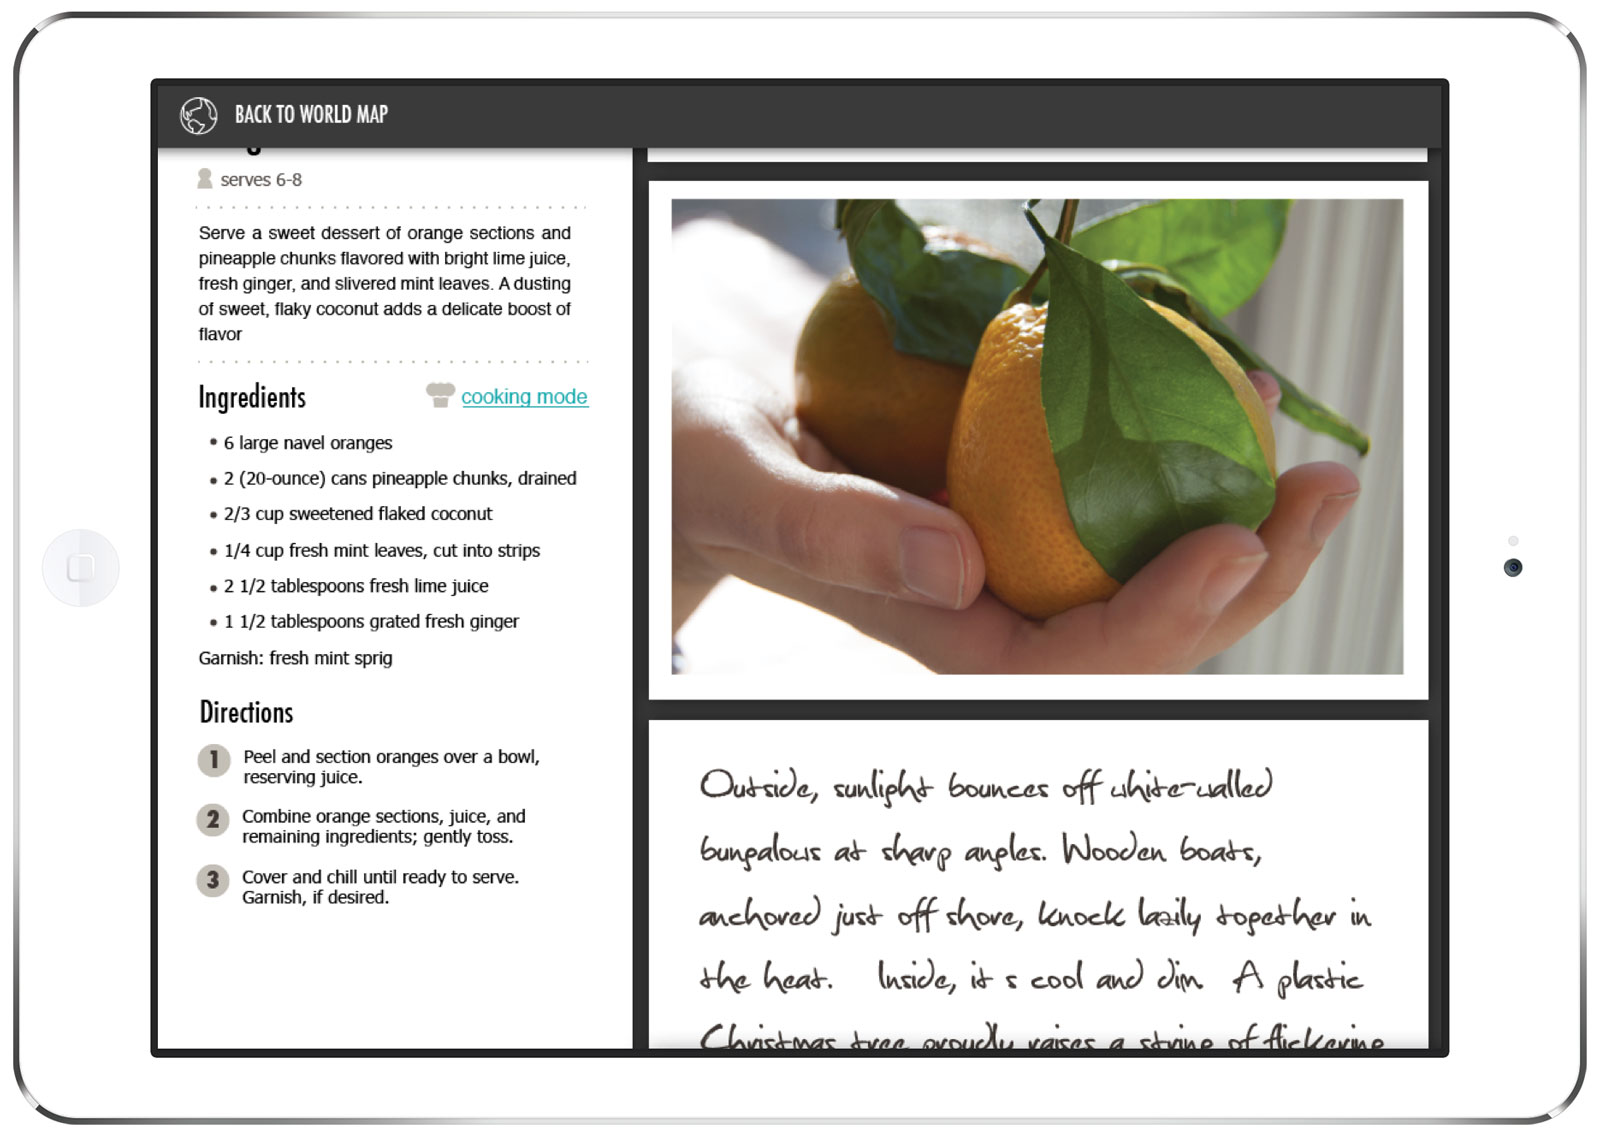 BACK TO WORLD MAP
serves 6-8
Serve a sweet dessert of orange sections and
pineapple chunks flavored with bright lime juice,
fresh ginger, and slivered mint leaves. A dusting
of sweet, flaky coconut adds a delicate boost of
flavor
Ingredients
cooking mode
• 6 large navel oranges
• 2 (20-ounce) cans pineapple chunks, drained
• 2/3 cup sweetened flaked coconut
• 1/4 cup fresh mint leaves, cut into strips
• 2 1/2 tablespoons fresh lime juice
• 1 1/2 tablespoons grated fresh ginger
Garnish: fresh mint sprig
Directions
1 Peel and section oranges over a bowl,
reserving juice.
2 Combine orange sections, juice, and
remaining ingredients; gently toss.
3 Cover and chill until ready to serve.
Garnish, if desired.
Outside, sunlight bounces off white-walled
bungalows at sharp angles. Wooden boats,
anchored just off shore, knock lazily together in
the heat. Inside, it s cool and dim A plastic
Christmas tree proudly raises a string of flickering